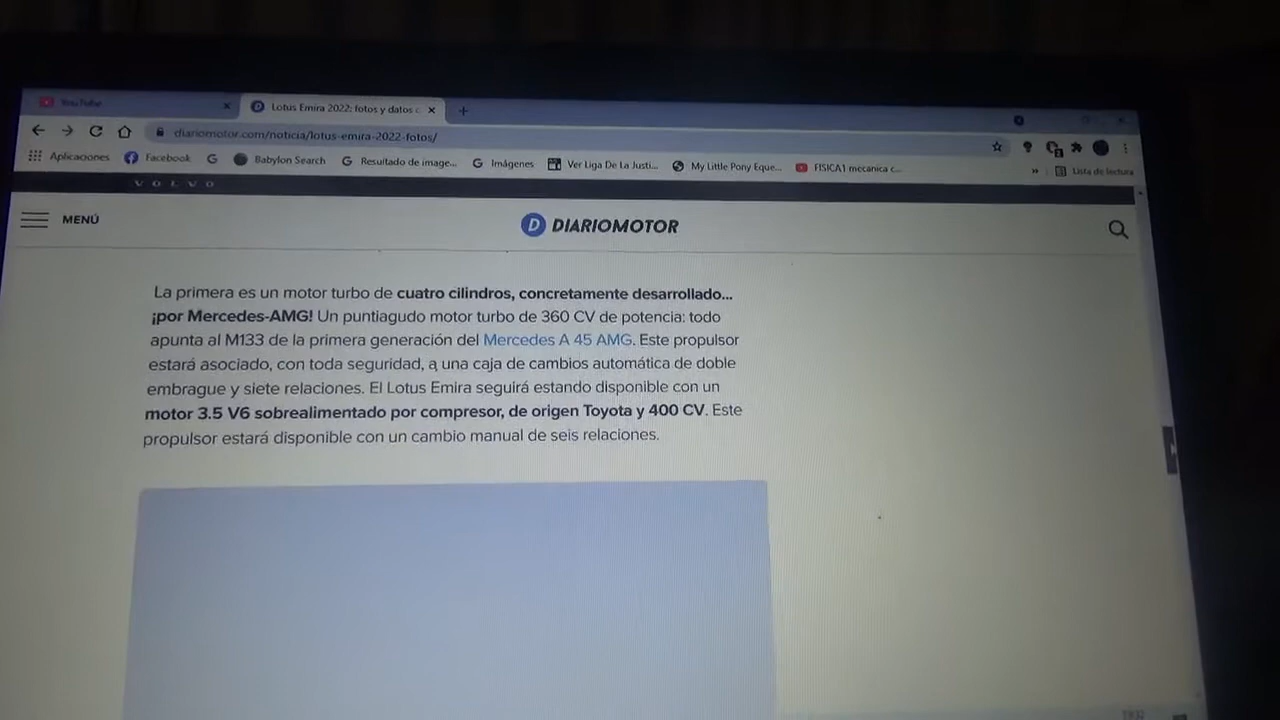 YouTube
Lotus Emira 2022: fotos y datos
diariomotor.com/noticia/lotus-emira-2022-fotos/
Aplicaciones Facebook Babylon Search Resultado de image... Imágenes Ver Liga De La Justi... My Little Pony Eque... FISICA1 mecanica c... Lista de lectura
VOLVO
MENÚ D DIARIOMOTOR
La primera es un motor turbo de cuatro cilindros, concretamente desarrollado...
¡por Mercedes-AMG! Un puntiagudo motor turbo de 360 CV de potencia: todo
apunta al M133 de la primera generación del Mercedes A 45 AMG. Este propulsor
estará asociado, con toda seguridad, a una caja de cambios automática de doble
embrague y siete relaciones. El Lotus Emira seguirá estando disponible con un
motor 3.5 V6 sobrealimentado por compresor, de origen Toyota y 400 CV. Este
propulsor estará disponible con un cambio manual de seis relaciones.